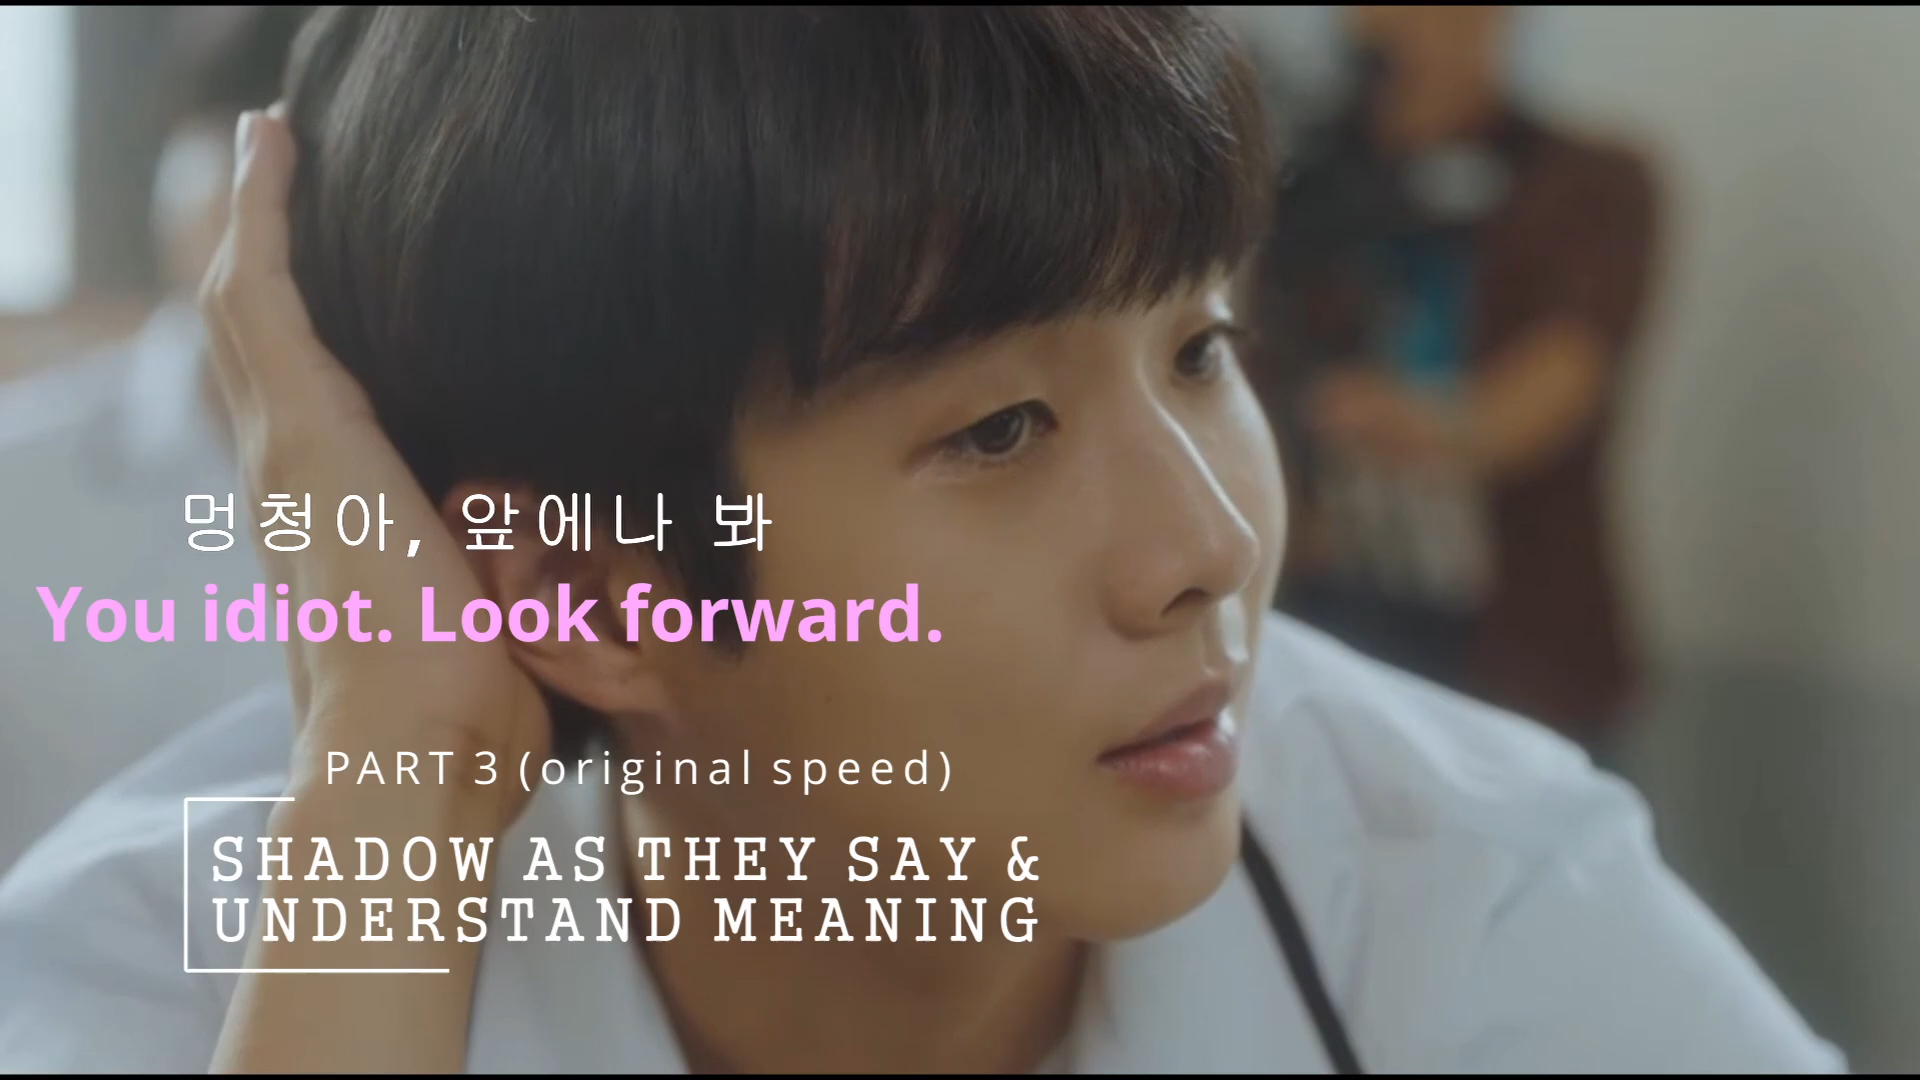 멍청아, 앞에나 봐
You idiot. Look forward.
PART 3 (original speed)
SHADOW AS THEY SAY &
UNDERSTAND MEANING